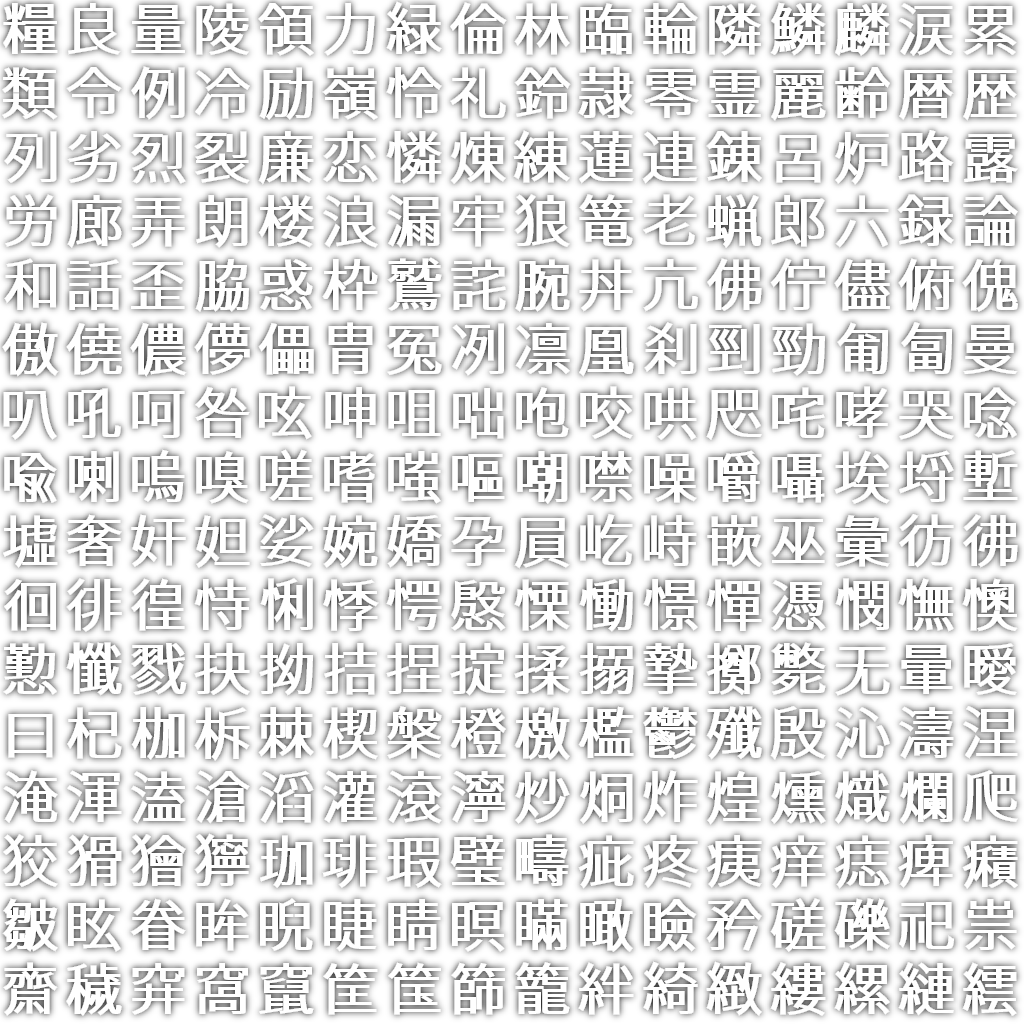 糧良量陵領力緑倫林臨輪隣鱗麟涙累
類令例冷励嶺怜礼鈴隷零霊麗齢暦歴
列劣烈裂廉恋憐煉練蓮連錬呂炉路露
労廊弄朗楼浪漏牢狼篭老蝋郎六録論
和話歪脇惑枠鷲詫腕丼亢佛佇儘俯傀
傲僥儂儚儡冑冤冽凛凰刹剄勁匍匐曼
叭吼呵咎呟呻咀咄咆咬哄咫咤哮哭唸
喩喇嗚嗅嗟嗜嗤嘔嘲噤噪嚼囁埃埒塹
墟奢奸妲娑婉嬌孕屓屹峙嵌巫彙彷彿
徊徘徨恃悧悸愕慇慄慟憬憚憑憫憮懊
懃懺戮抉拗拮捏掟揉搦摯擲斃无暈曖
曰杞枷柝棘楔槃橙檄檻鬱殲殷沁濤涅
淹渾溘滄滔灌滾濘炒炯炸煌燻熾爛爬
狡猾獪獰珈琲瑕璧疇疵疼痍痒痣痺癪
皺眩眷眸睨睫睛瞑瞞瞰瞼矜磋礫祀祟
齋穢穽窩竄筐筺篩籠絆綺緻縷縲縺繧